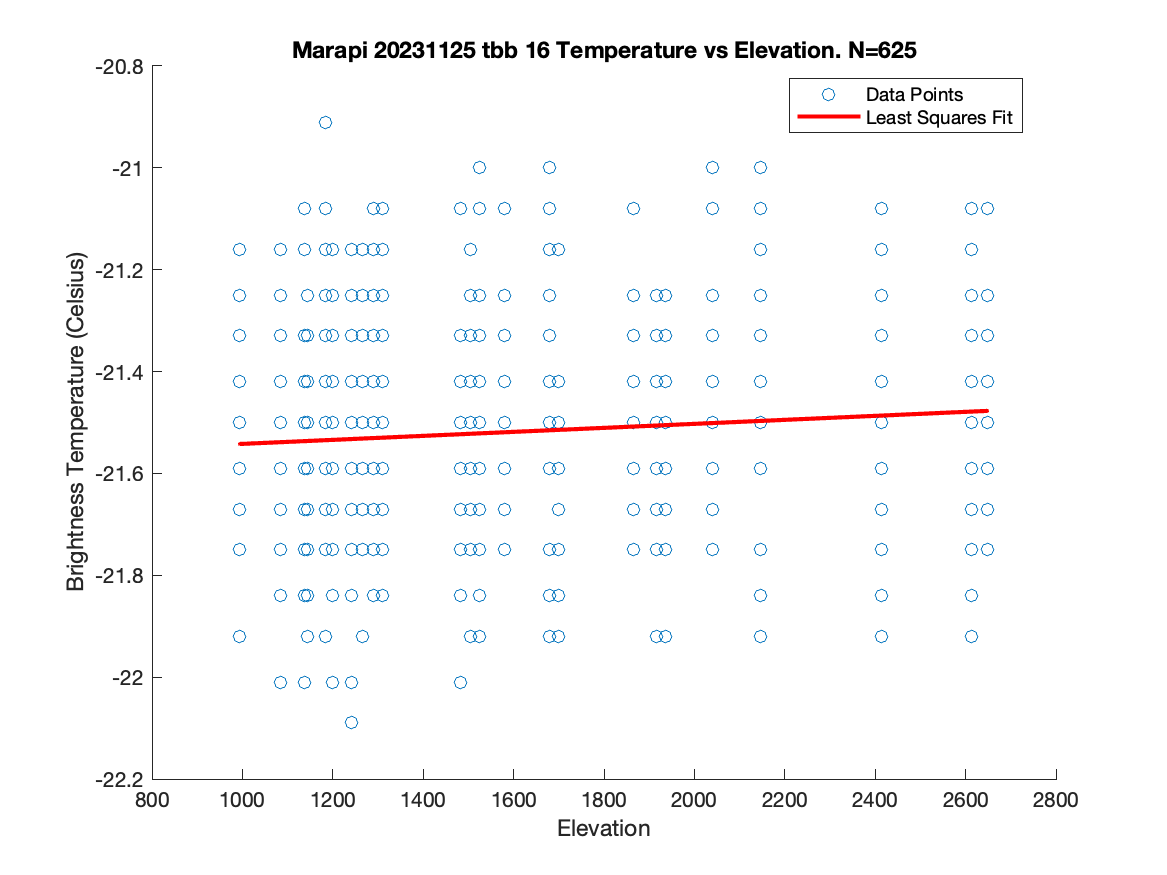 Marapi 20231125 tbb 16 Temperature vs Elevation. N=625
Data Points
Least Squares Fit
Brightness Temperature (Celsius)
-20.8
-21
-21.2
-21.4
-21.6
-21.8
-22
-22.2
800 1000 1200 1400 1600 1800 2000 2200 2400 2600 2800
Elevation